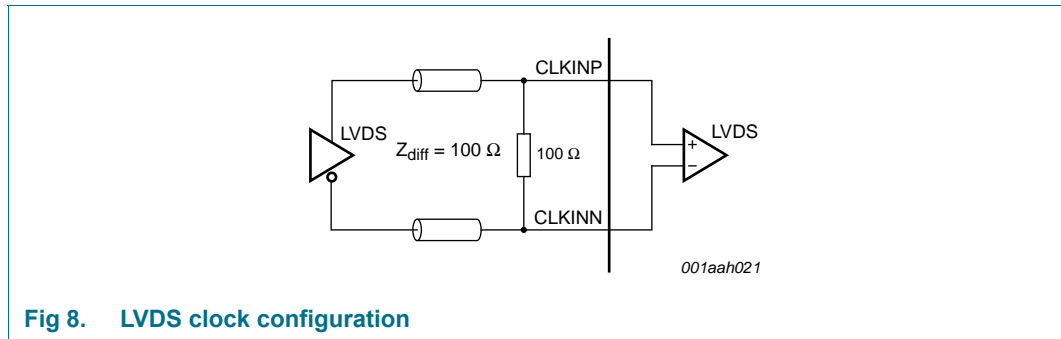 CLKINP
LVDS
Z_diff = 100 Ω
100 Ω
LVDS
+
−
CLKINN
001aah021
Fig 8. LVDS clock configuration